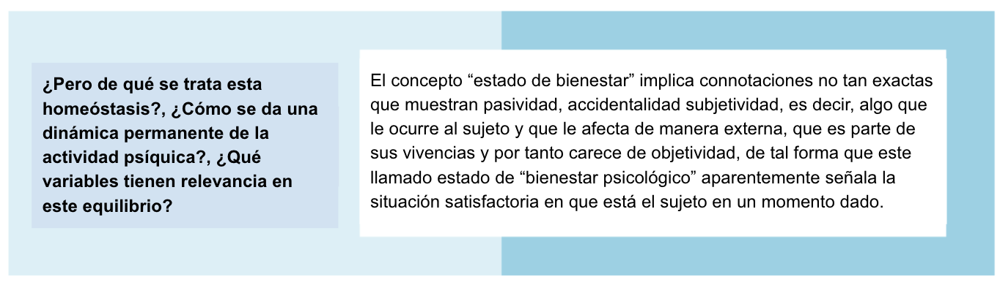 ¿Pero de qué se trata esta
homeóstasis?, ¿Cómo se da una
dinámica permanente de la
actividad psíquica?, ¿Qué
variables tienen relevancia en
este equilibrio?
El concepto “estado de bienestar” implica connotaciones no tan exactas
que muestran pasividad, accidentalidad subjetividad, es decir, algo que
le ocurre al sujeto y que le afecta de manera externa, que es parte de
sus vivencias y por tanto carece de objetividad, de tal forma que este
llamado estado de “bienestar psicológico” aparentemente señala la
situación satisfactoria en que está el sujeto en un momento dado.